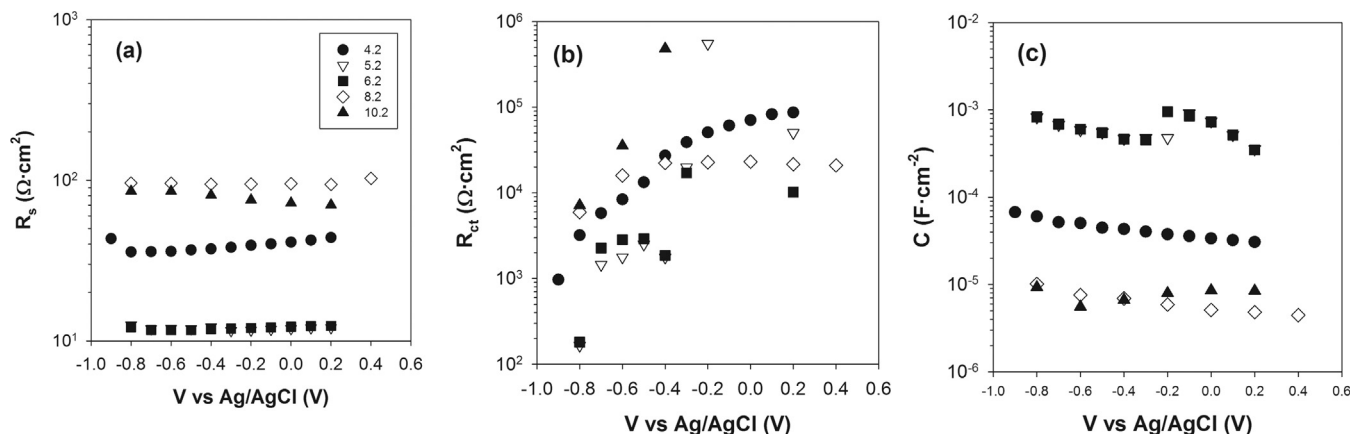 (a)
10³
10²
10¹
Rₛ (Ω·cm²)
4.2
5.2
6.2
8.2
10.2
-1.0 -0.8 -0.6 -0.4 -0.2 0.0 0.2 0.4 0.6
V vs Ag/AgCl (V)
(b)
10⁶
10⁵
10⁴
10³
10²
R_ct (Ω·cm²)
-1.0 -0.8 -0.6 -0.4 -0.2 0.0 0.2 0.4 0.6
V vs Ag/AgCl (V)
(c)
10⁻²
10⁻³
10⁻⁴
10⁻⁵
10⁻⁶
C (F·cm⁻²)
-1.0 -0.8 -0.6 -0.4 -0.2 0.0 0.2 0.4 0.6
V vs Ag/AgCl (V)